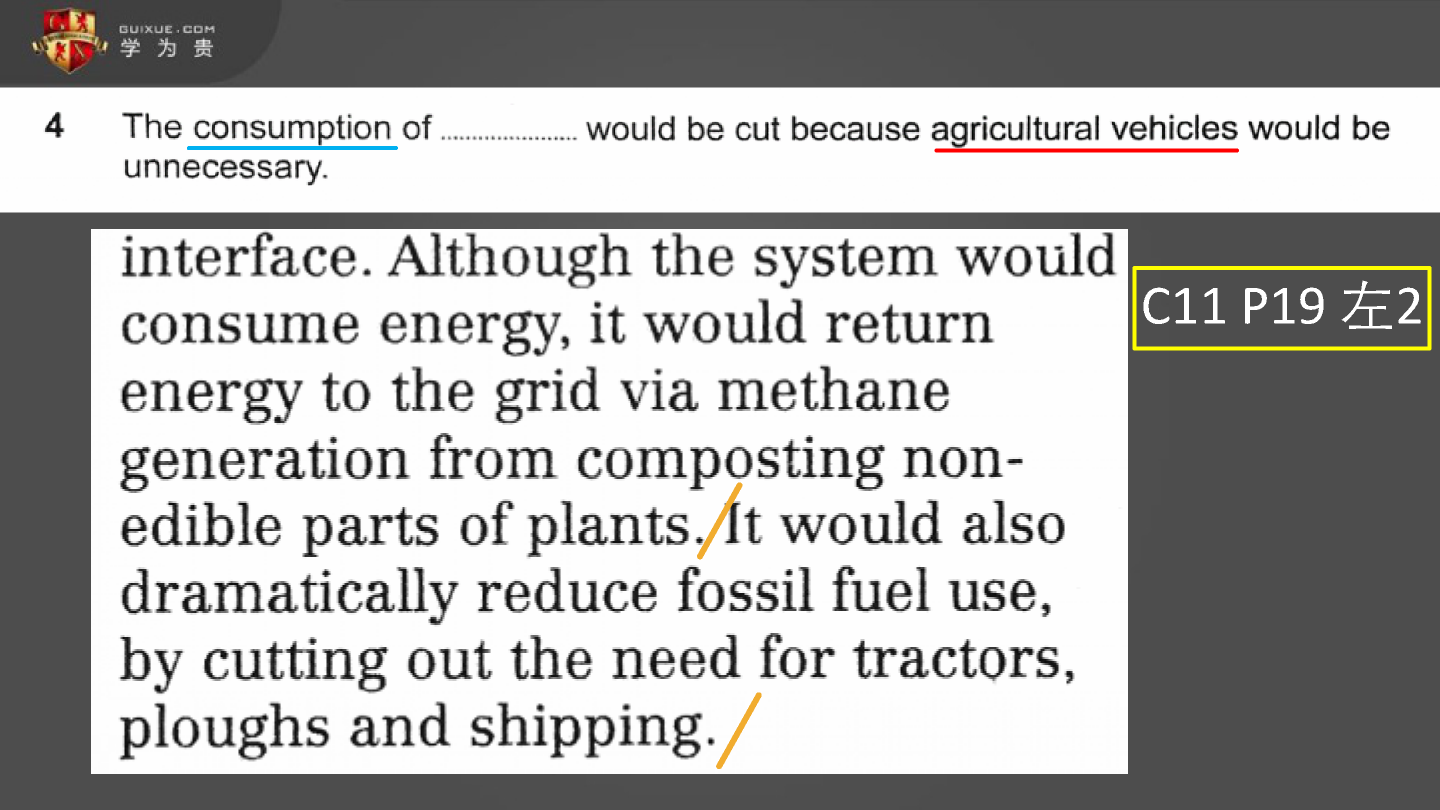 GUIXUE.COM
学为贵
4 The consumption of ...................... would be cut because agricultural vehicles would be
unnecessary.
interface. Although the system would
consume energy, it would return
energy to the grid via methane
generation from composting non-
edible parts of plants. It would also
dramatically reduce fossil fuel use,
by cutting out the need for tractors,
ploughs and shipping.
C11 P19 左2